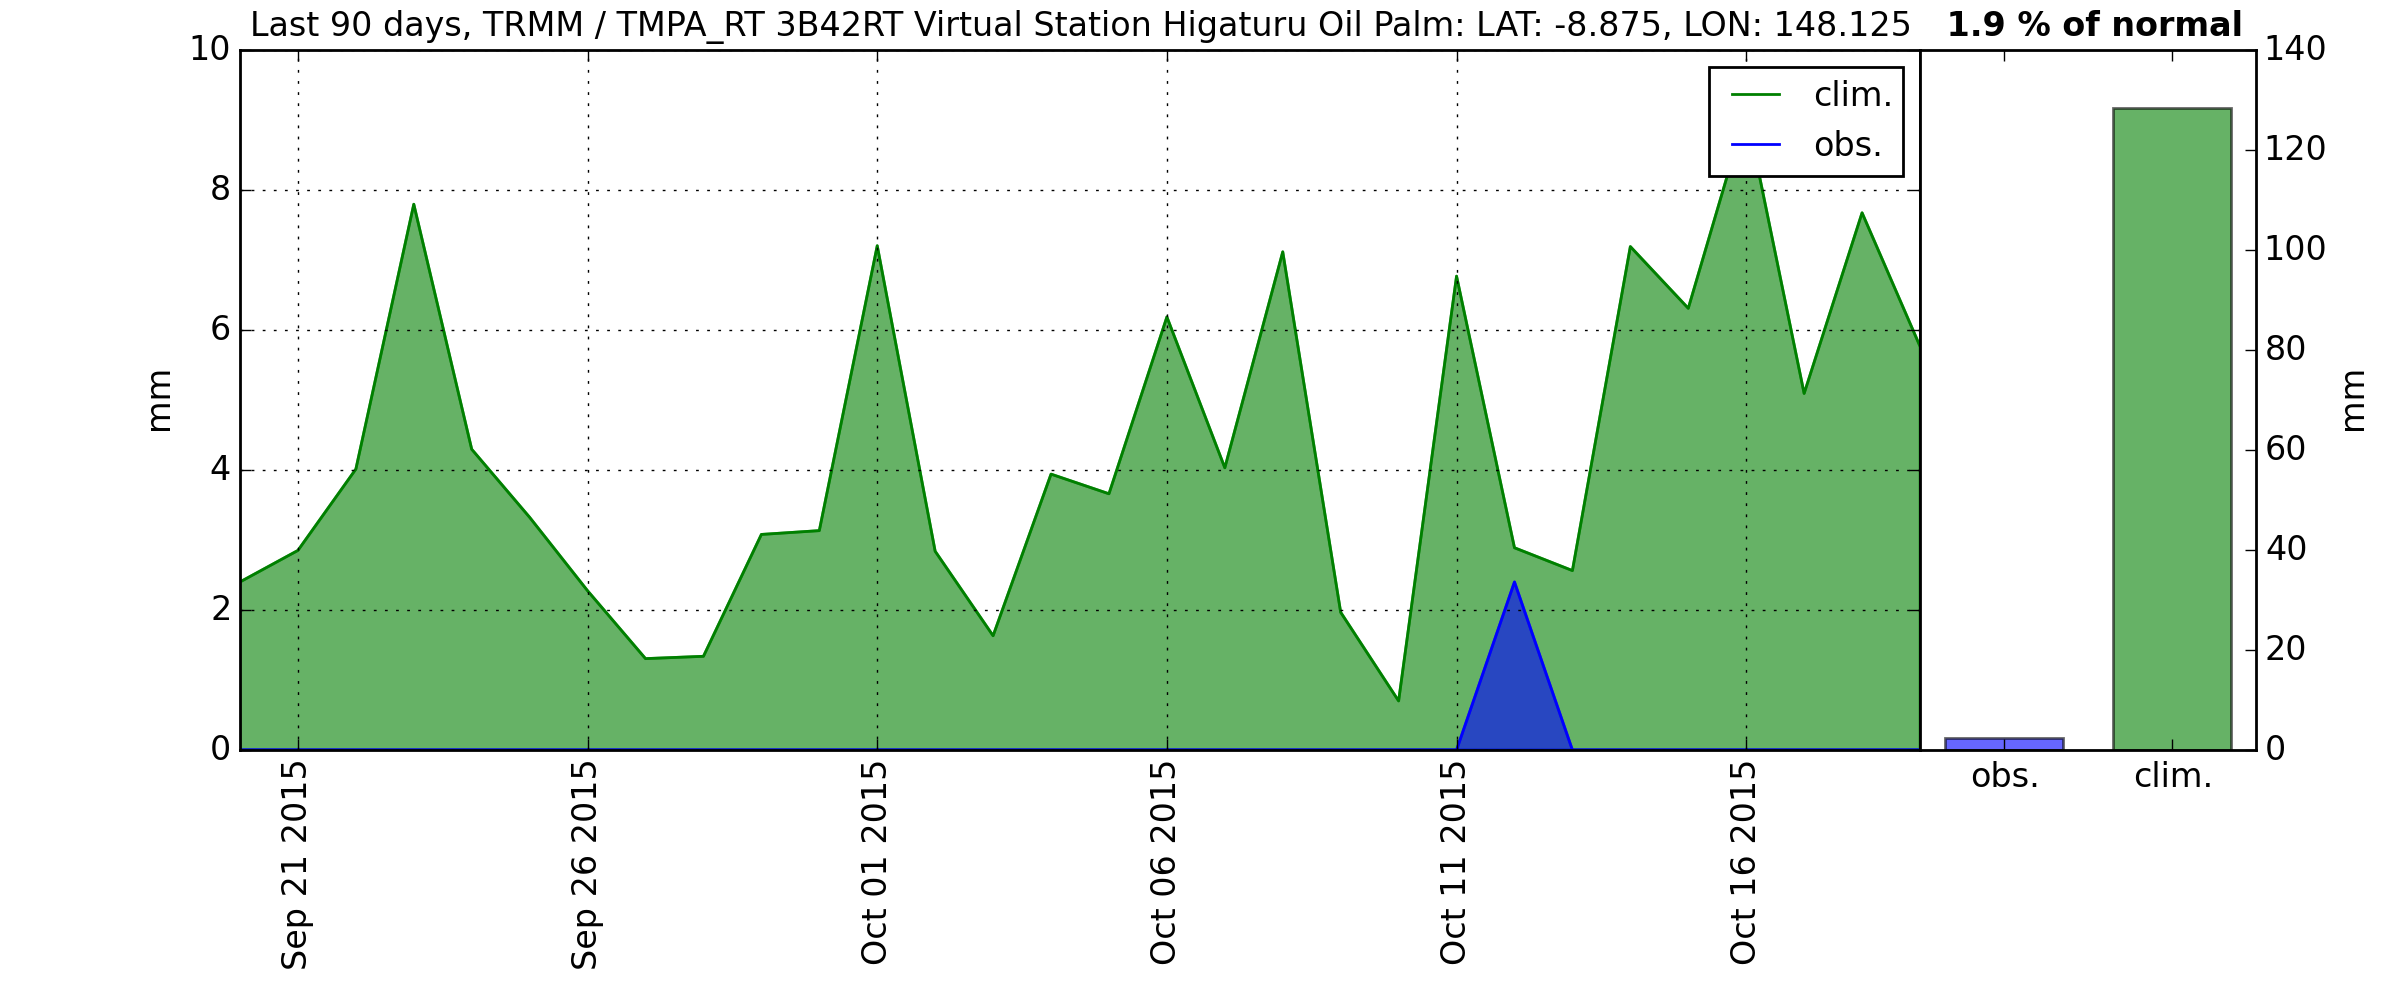 Last 90 days, TRMM / TMPA_RT 3B42RT Virtual Station Higaturu Oil Palm: LAT: -8.875, LON: 148.125
1.9 % of normal
10
8
6
4
2
0
mm
clim.
obs.
140
120
100
80
60
40
20
0
mm
Sep 21 2015
Sep 26 2015
Oct 01 2015
Oct 06 2015
Oct 11 2015
Oct 16 2015
obs.
clim.